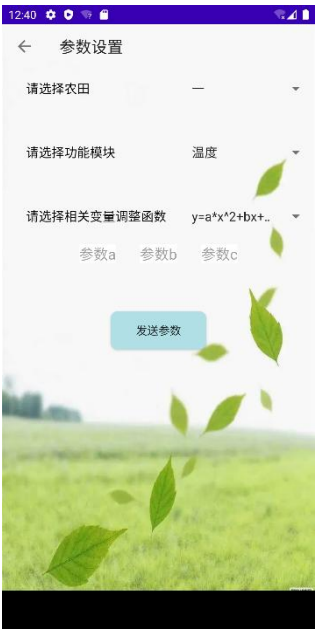 12:40
参数设置
请选择农田 一
请选择功能模块 温度
请选择相关变量调整函数 y=a*x^2+bx+..
参数a 参数b 参数c
发送参数